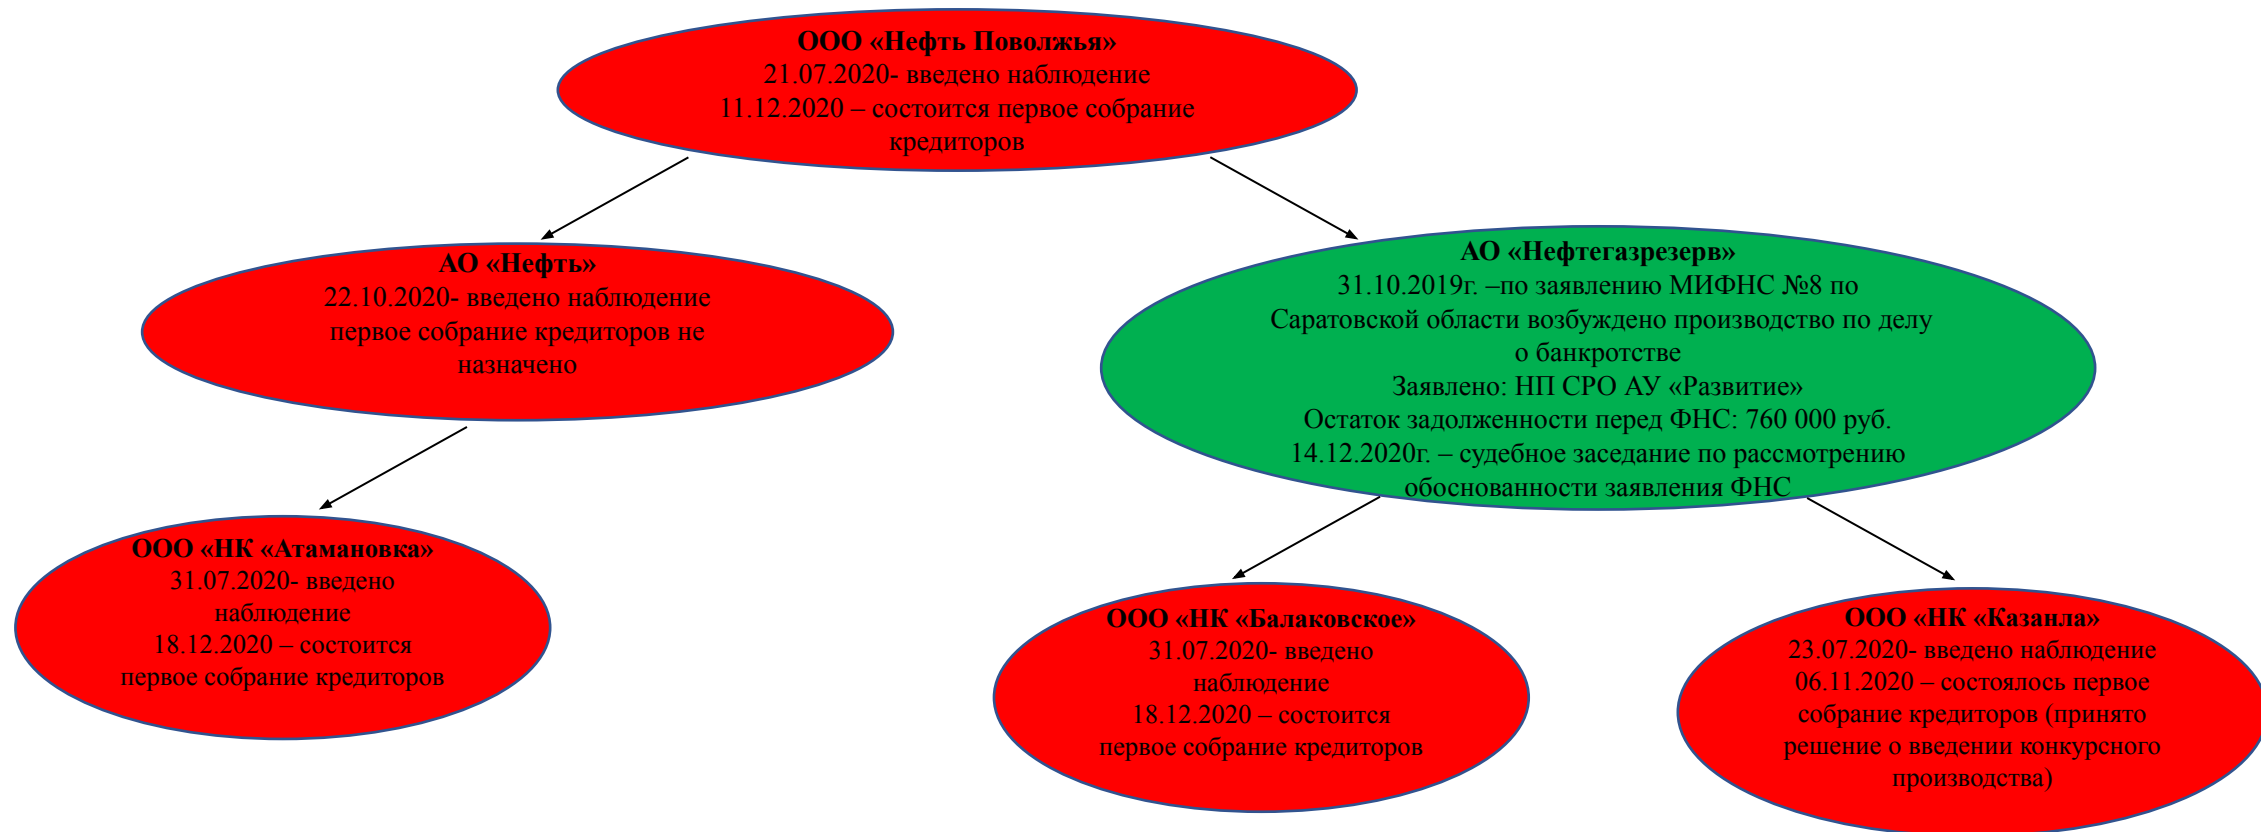 ООО «Нефть Поволжья»
21.07.2020- введено наблюдение
11.12.2020 – состоится первое собрание
кредиторов
АО «Нефть»
22.10.2020- введено наблюдение
первое собрание кредиторов не
назначено
АО «Нефтегазрезерв»
31.10.2019г. –по заявлению МИФНС №8 по
Саратовской области возбуждено производство по делу
о банкротстве
Заявлено: НП СРО АУ «Развитие»
Остаток задолженности перед ФНС: 760 000 руб.
14.12.2020г. – судебное заседание по рассмотрению
обоснованности заявления ФНС
ООО «НК «Атамановка»
31.07.2020- введено
наблюдение
18.12.2020 – состоится
первое собрание кредиторов
ООО «НК «Балаковское»
31.07.2020- введено
наблюдение
18.12.2020 – состоится
первое собрание кредиторов
ООО «НК «Казанла»
23.07.2020- введено наблюдение
06.11.2020 – состоялось первое
собрание кредиторов (принято
решение о введении конкурсного
производства)